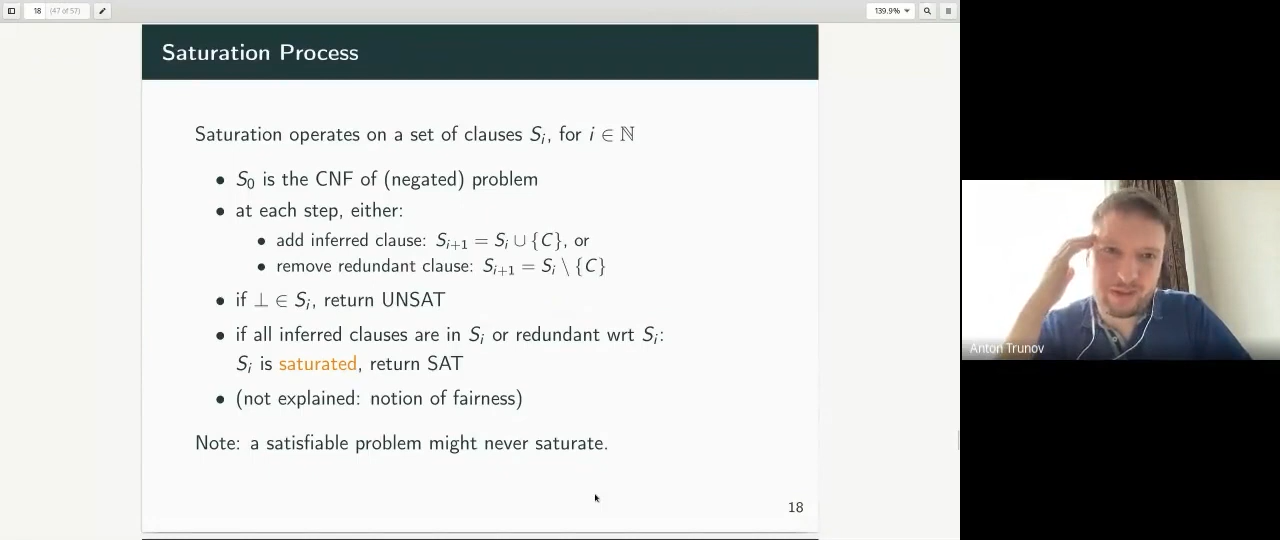 18 (47 of 57) 139.9%
Saturation Process
Saturation operates on a set of clauses Sᵢ, for i ∈ ℕ
• S₀ is the CNF of (negated) problem
• at each step, either:
• add inferred clause: Sᵢ₊₁ = Sᵢ ∪ {C}, or
• remove redundant clause: Sᵢ₊₁ = Sᵢ \ {C}
• if ⊥ ∈ Sᵢ, return UNSAT
• if all inferred clauses are in Sᵢ or redundant wrt Sᵢ:
Sᵢ is saturated, return SAT
• (not explained: notion of fairness)
Note: a satisfiable problem might never saturate.
18
Anton Trunov